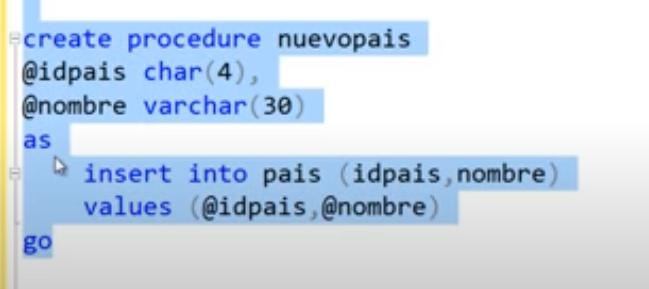 create procedure nuevopais
@idpais char(4),
@nombre varchar(30)
as
insert into pais (idpais,nombre)
values (@idpais,@nombre)
go